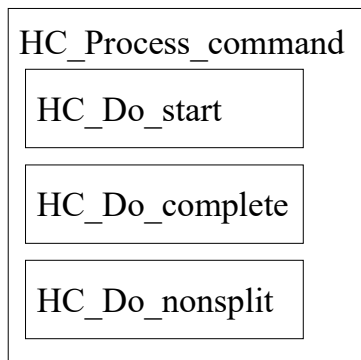 HC_Process_command
HC_Do_start
HC_Do_complete
HC_Do_nonsplit